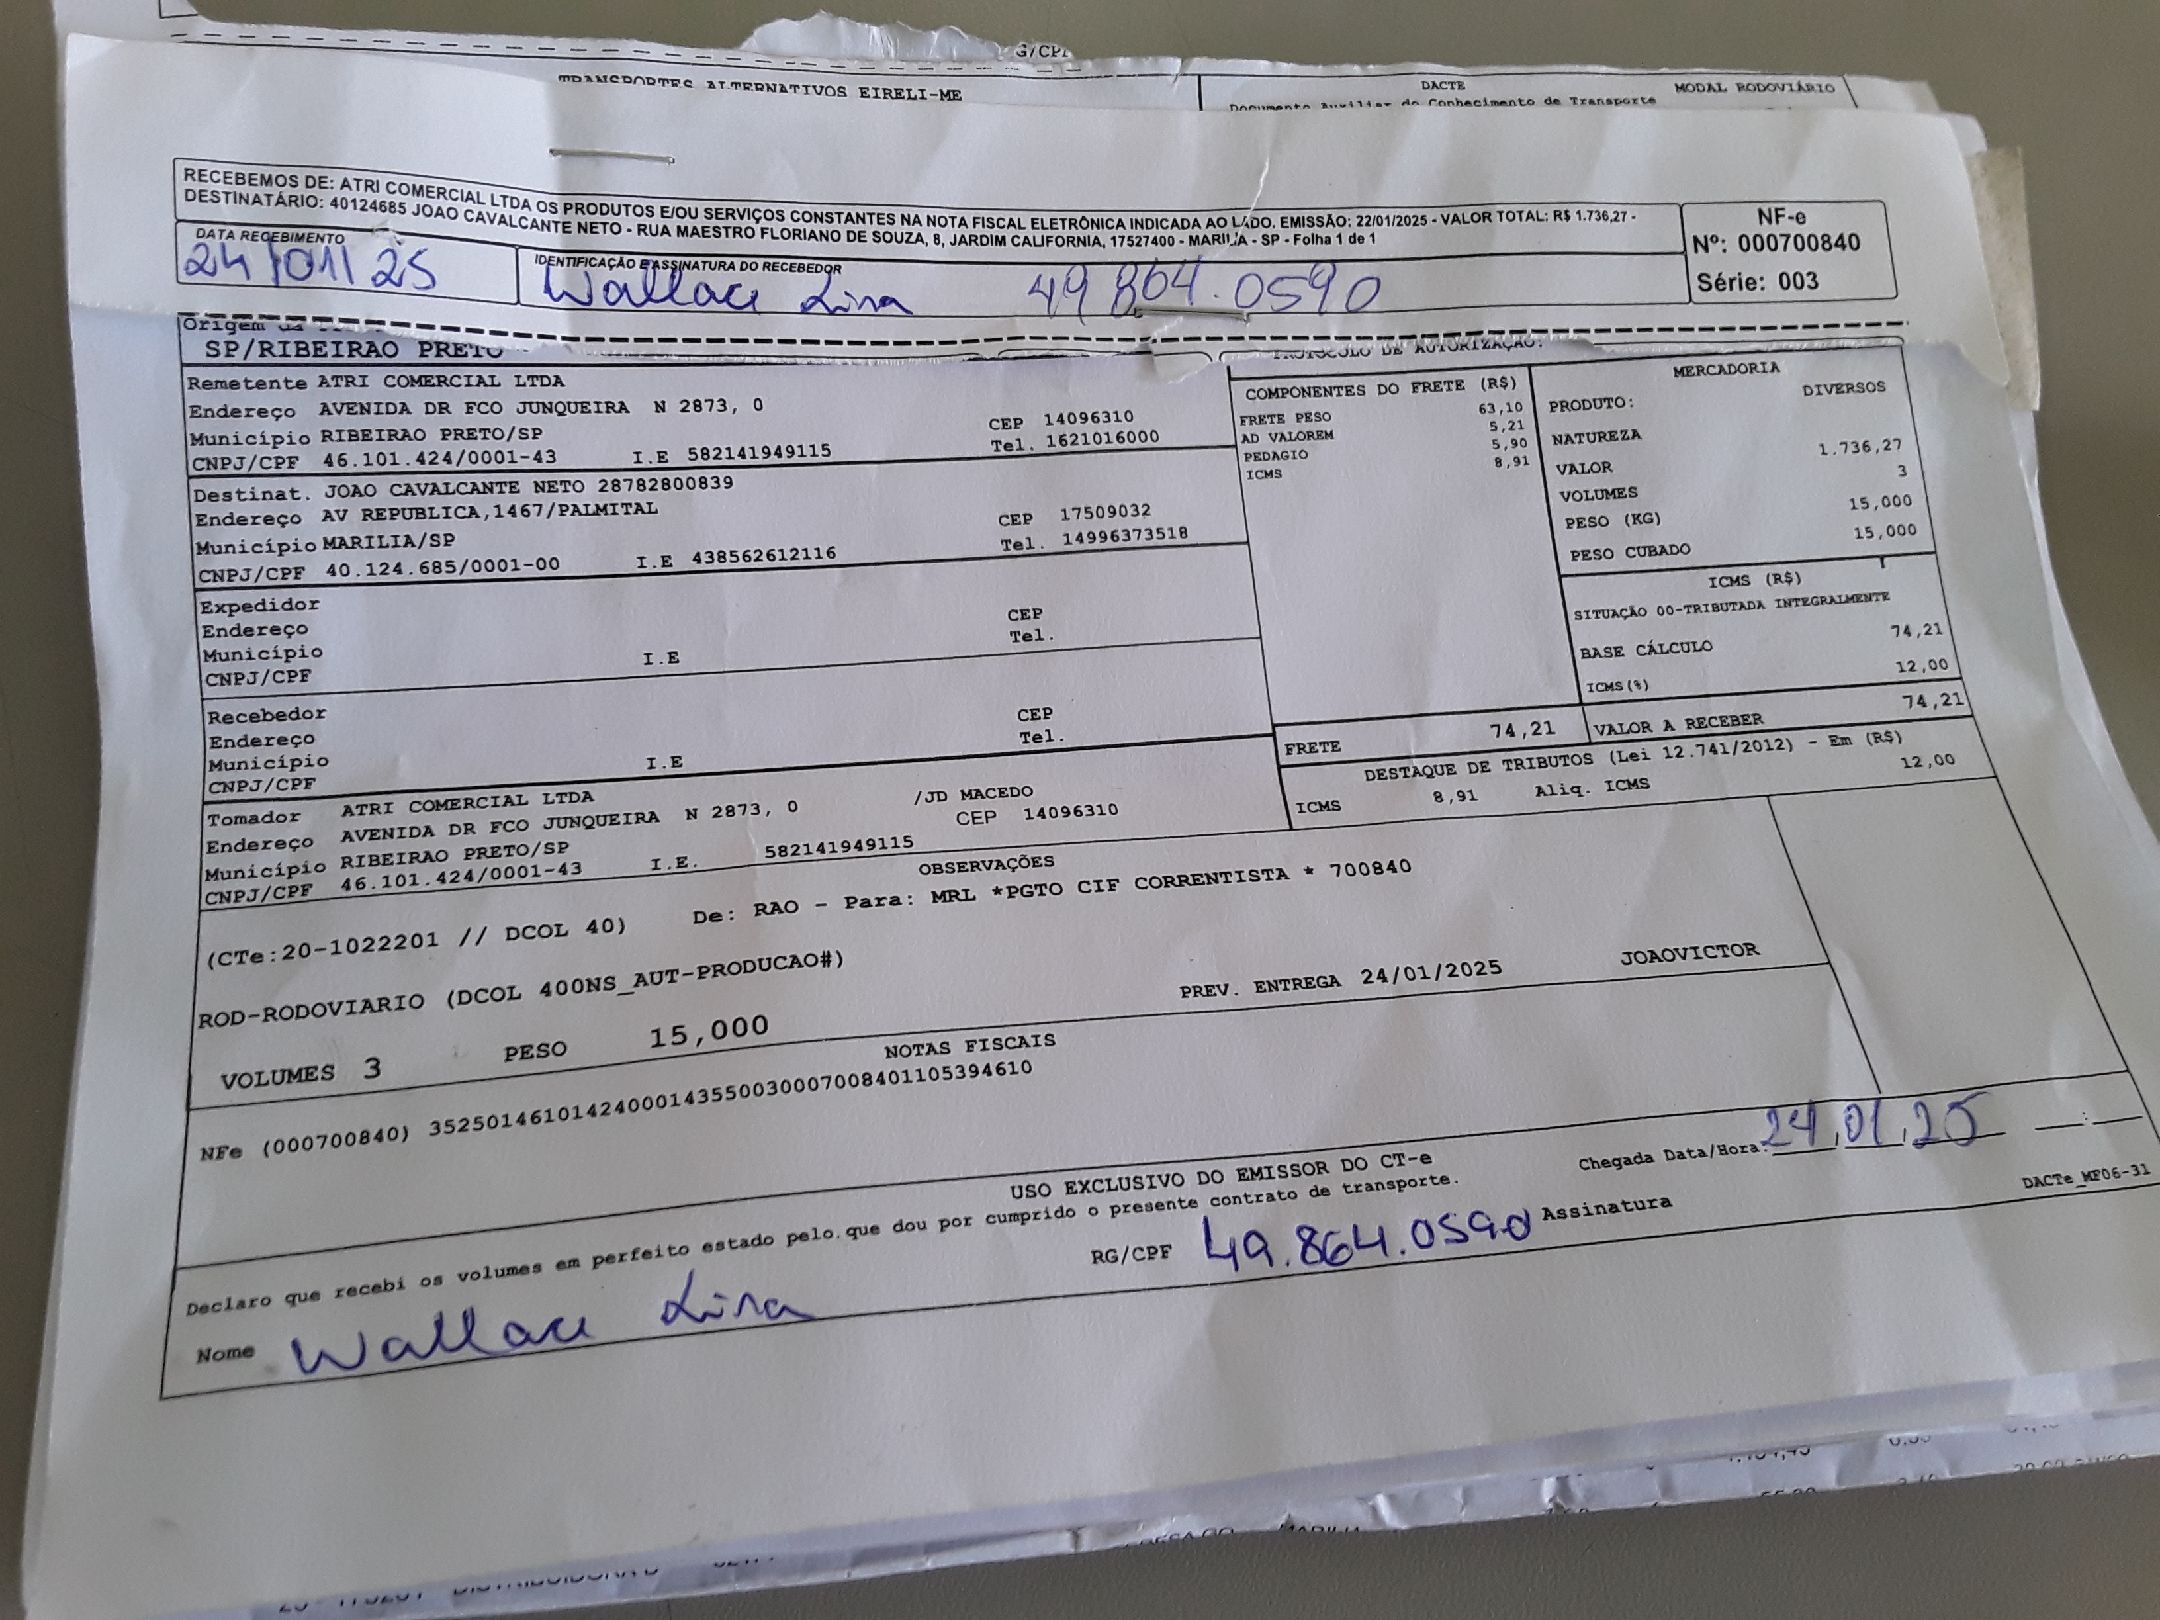 G/CPF
TRANSPORTES ALTERNATIVOS EIRELI-ME
DACTE
MODAL RODOVIÁRIO
Documento Auxiliar do Conhecimento de Transporte
RECEBEMOS DE: ATRI COMERCIAL LTDA OS PRODUTOS E/OU SERVIÇOS CONSTANTES NA NOTA FISCAL ELETRÔNICA INDICADA AO LADO. EMISSÃO: 22/01/2025 - VALOR TOTAL: R$ 1.736,27 -
DESTINATÁRIO: 40124685 JOAO CAVALCANTE NETO - RUA MAESTRO FLORIANO DE SOUZA, 8, JARDIM CALIFORNIA, 17527400 - MARILIA - SP - Folha 1 de 1
NF-e
Nº: 000700840
Série: 003
DATA RECEBIMENTO
24/01/25
IDENTIFICAÇÃO E ASSINATURA DO RECEBEDOR
Wallace Lira 49 864.0590
Origem
SP/RIBEIRAO PRETO
PROTOCOLO DE AUTORIZAÇÃO:
Remetente ATRI COMERCIAL LTDA
Endereço AVENIDA DR FCO JUNQUEIRA N 2873, 0 CEP 14096310
Município RIBEIRAO PRETO/SP Tel. 1621016000
CNPJ/CPF 46.101.424/0001-43 I.E 582141949115
Destinat. JOAO CAVALCANTE NETO 28782800839
Endereço AV REPUBLICA,1467/PALMITAL CEP 17509032
Município MARILIA/SP Tel. 14996373518
CNPJ/CPF 40.124.685/0001-00 I.E 438562612116
Expedidor
Endereço CEP
Município Tel.
CNPJ/CPF I.E
Recebedor
Endereço CEP
Município Tel.
CNPJ/CPF I.E
Tomador ATRI COMERCIAL LTDA
Endereço AVENIDA DR FCO JUNQUEIRA N 2873, 0 /JD MACEDO
Município RIBEIRAO PRETO/SP CEP 14096310
CNPJ/CPF 46.101.424/0001-43 I.E. 582141949115
COMPONENTES DO FRETE (R$)
FRETE PESO 63,10
AD VALOREM 5,21
PEDAGIO 5,90
ICMS 8,91
MERCADORIA
PRODUTO: DIVERSOS
NATUREZA
VALOR 1.736,27
VOLUMES 3
PESO (KG) 15,000
PESO CUBADO 15,000
ICMS (R$)
SITUAÇÃO 00-TRIBUTADA INTEGRALMENTE
BASE CÁLCULO 74,21
ICMS(%) 12,00
FRETE 74,21
VALOR A RECEBER 74,21
DESTAQUE DE TRIBUTOS (Lei 12.741/2012) - Em (R$)
ICMS 8,91 Aliq. ICMS 12,00
OBSERVAÇÕES
(CTe:20-1022201 // DCOL 40) De: RAO - Para: MRL *PGTO CIF CORRENTISTA * 700840
ROD-RODOVIARIO (DCOL 400NS_AUT-PRODUCAO#)
PREV. ENTREGA 24/01/2025 JOAOVICTOR
VOLUMES 3 PESO 15,000
NOTAS FISCAIS
NFe (000700840) 35250146101424000143550030007008401105394610
USO EXCLUSIVO DO EMISSOR DO CT-e
Chegada Data/Hora: 24.01.25
Declaro que recebi os volumes em perfeito estado pelo que dou por cumprido o presente contrato de transporte.
DACTe_MF06-31
Nome Wallace Lira RG/CPF 49.864.0590 Assinatura